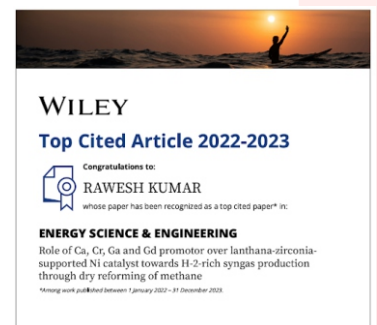 WILEY
Top Cited Article 2022-2023
Congratulations to:
RAWESH KUMAR
whose paper has been recognized as a top cited paper* in:
ENERGY SCIENCE & ENGINEERING
Role of Ca, Cr, Ga and Gd promotor over lanthana-zirconia-
supported Ni catalyst towards H-2-rich syngas production
through dry reforming of methane
*Among work published between 1 January 2022 – 31 December 2023.